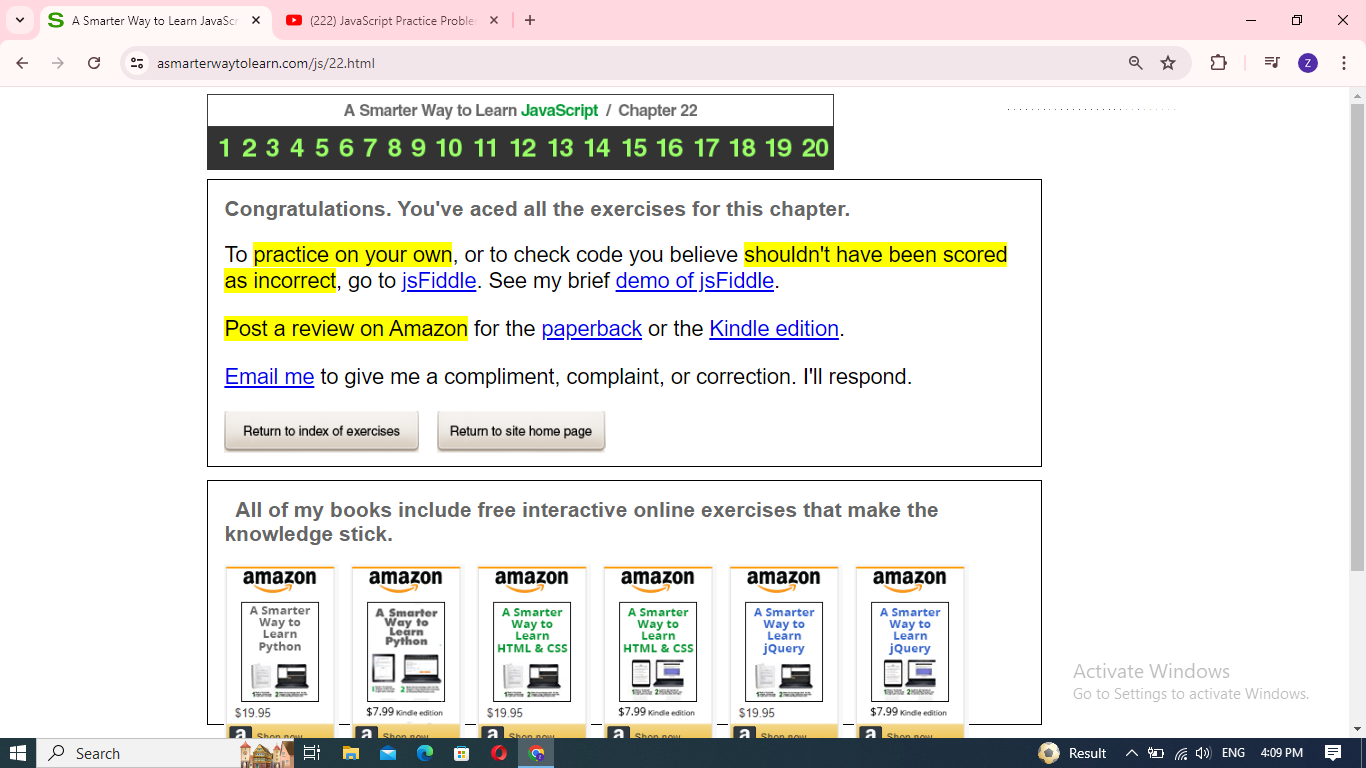 A Smarter Way to Learn JavaSc
(222) JavaScript Practice Proble
asmarterwaytolearn.com/js/22.html
Z
A Smarter Way to Learn JavaScript / Chapter 22
1 2 3 4 5 6 7 8 9 10 11 12 13 14 15 16 17 18 19 20
Congratulations. You've aced all the exercises for this chapter.
To practice on your own, or to check code you believe shouldn't have been scored
as incorrect, go to jsFiddle. See my brief demo of jsFiddle.
Post a review on Amazon for the paperback or the Kindle edition.
Email me to give me a compliment, complaint, or correction. I'll respond.
Return to index of exercises Return to site home page
All of my books include free interactive online exercises that make the
knowledge stick.
amazon amazon amazon amazon amazon amazon
A Smarter A Smarter A Smarter A Smarter A Smarter A Smarter
Way to Way to Way to Way to Way to Way to
Learn Learn Learn Learn Learn Learn
Python Python HTML & CSS HTML & CSS jQuery jQuery
$19.95 $7.99 Kindle edition $19.95 $7.99 Kindle edition $19.95 $7.99 Kindle edition
a Shop now a Shop now a Shop now a Shop now a Shop now a Shop now
Activate Windows
Go to Settings to activate Windows.
Search
Result
ENG
4:09 PM